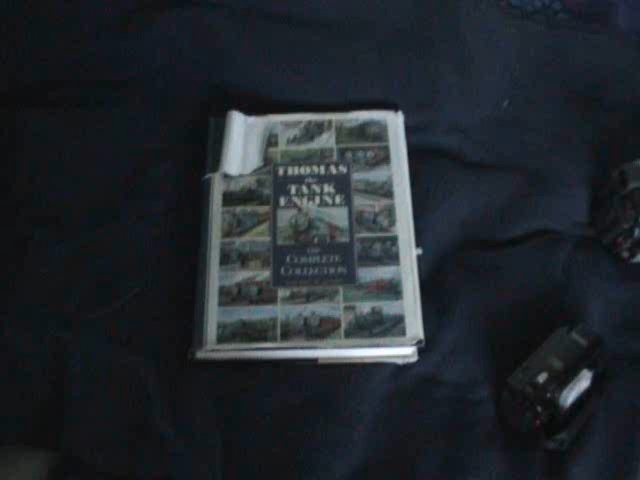 THOMAS
the
TANK
ENGINE
THE
COMPLETE
COLLECTION